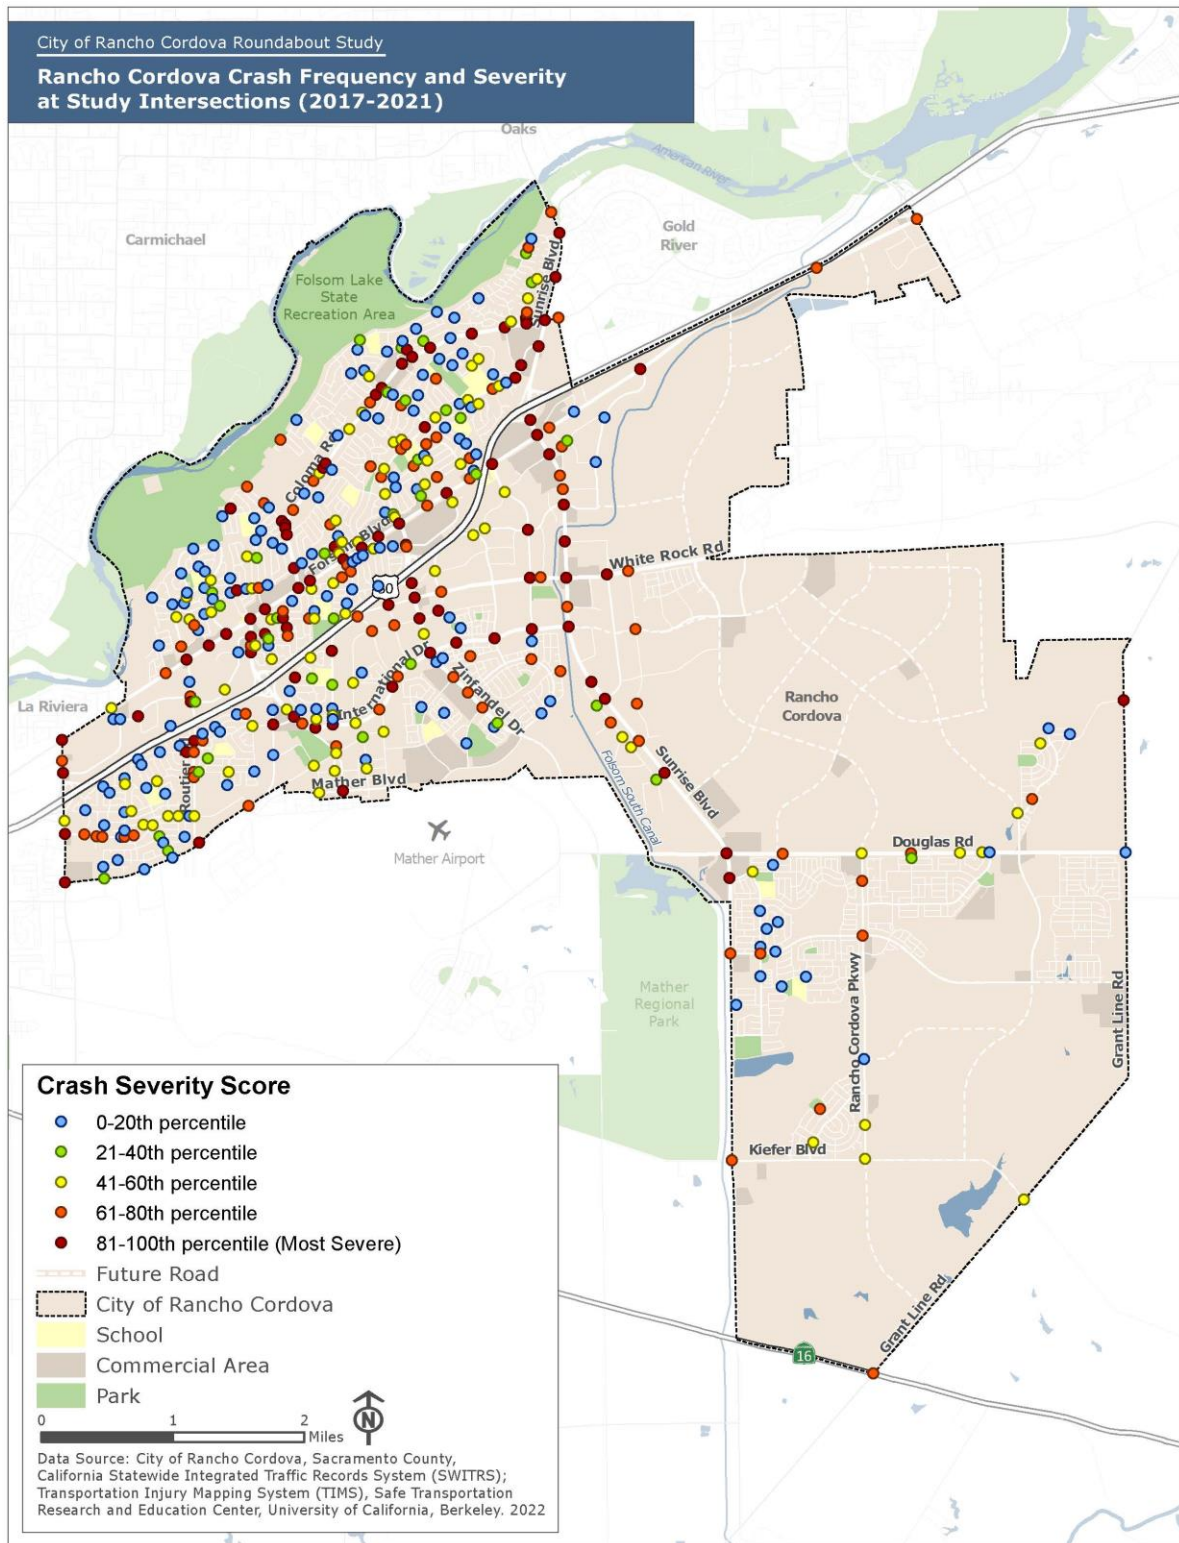 City of Rancho Cordova Roundabout Study
Rancho Cordova Crash Frequency and Severity
at Study Intersections (2017-2021)
Oaks
American River
Carmichael
Gold
River
Folsom Lake
State
Recreation Area
Sunrise Blvd
Coloma Rd
Folsom Blvd
White Rock Rd
50
International Dr
Zinfandel Dr
La Riviera
Rancho
Cordova
Sunrise Blvd
Folsom South Canal
Routier
Mather Blvd
Mather Airport
Douglas Rd
Mather
Regional
Park
Rancho Cordova Pkwy
Grant Line Rd
Kiefer Blvd
Grant Line Rd
16
Crash Severity Score
0-20th percentile
21-40th percentile
41-60th percentile
61-80th percentile
81-100th percentile (Most Severe)
Future Road
City of Rancho Cordova
School
Commercial Area
Park
0 1 2
Miles
N
Data Source: City of Rancho Cordova, Sacramento County,
California Statewide Integrated Traffic Records System (SWITRS);
Transportation Injury Mapping System (TIMS), Safe Transportation
Research and Education Center, University of California, Berkeley. 2022